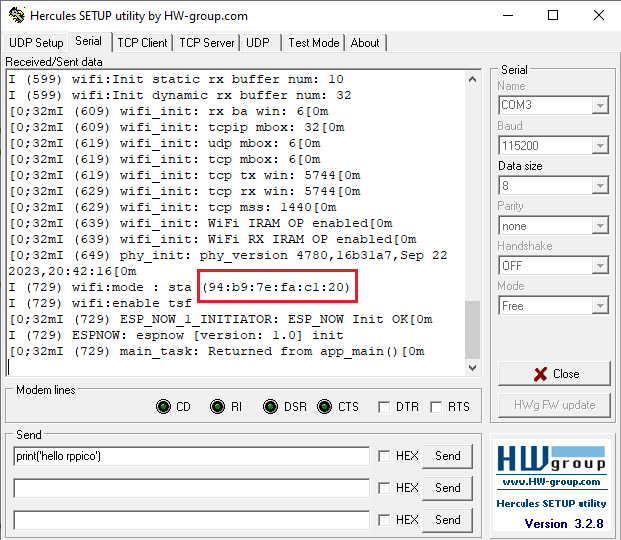 Hercules SETUP utility by HW-group.com
UDP Setup Serial TCP Client TCP Server UDP Test Mode About
Received/Sent data
I (599) wifi:Init static rx buffer num: 10
I (599) wifi:Init dynamic rx buffer num: 32
[0;32mI (609) wifi_init: rx ba win: 6[0m
[0;32mI (609) wifi_init: tcpip mbox: 32[0m
[0;32mI (619) wifi_init: udp mbox: 6[0m
[0;32mI (619) wifi_init: tcp mbox: 6[0m
[0;32mI (619) wifi_init: tcp tx win: 5744[0m
[0;32mI (629) wifi_init: tcp rx win: 5744[0m
[0;32mI (629) wifi_init: tcp mss: 1440[0m
[0;32mI (639) wifi_init: WiFi IRAM OP enabled[0m
[0;32mI (639) wifi_init: WiFi RX IRAM OP enabled[0m
[0;32mI (649) phy_init: phy_version 4780,16b31a7,Sep 22
2023,20:42:16[0m
I (729) wifi:mode : sta (94:b9:7e:fa:c1:20)
I (729) wifi:enable tsf
[0;32mI (729) ESP_NOW_1_INITIATOR: ESP_NOW Init OK[0m
I (729) ESPNOW: espnow [version: 1.0] init
[0;32mI (729) main_task: Returned from app_main()[0m
Serial
Name
COM3
Baud
115200
Data size
8
Parity
none
Handshake
OFF
Mode
Free
Close
HWg FW update
Modem lines
CD RI DSR CTS DTR RTS
Send
print('hello rppico') HEX Send
HEX Send
HEX Send
HWgroup
www.HW-group.com
Hercules SETUP utility
Version 3.2.8